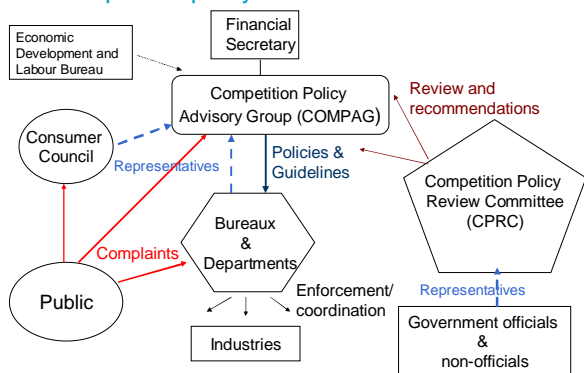 Financial
Secretary
Economic
Development and
Labour Bureau
Competition Policy
Advisory Group (COMPAG)
Review and
recommendations
Consumer
Council
Representatives
Policies &
Guidelines
Competition Policy
Review Committee
(CPRC)
Bureaux
&
Departments
Complaints
Public
Enforcement/
coordination
Representatives
Industries
Government officials
&
non-officials